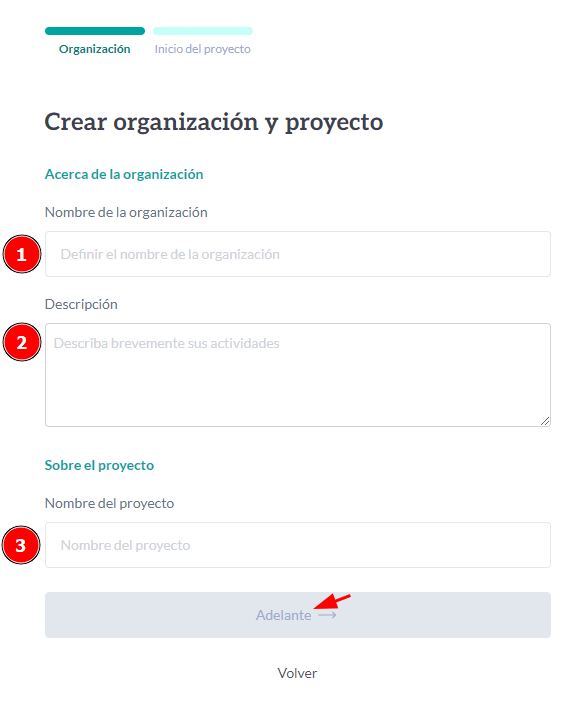 Organización Inicio del proyecto
Crear organización y proyecto
Acerca de la organización
Nombre de la organización
1 Definir el nombre de la organización
Descripción
2 Describa brevemente sus actividades
Sobre el proyecto
Nombre del proyecto
3 Nombre del proyecto
Adelante
Volver